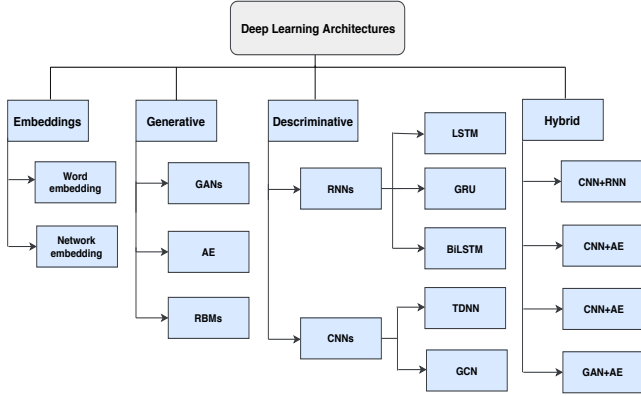 Deep Learning Architectures
Embeddings
Generative
Descriminative
Hybrid
Word
embedding
Network
embedding
GANs
AE
RBMs
RNNs
LSTM
GRU
BiLSTM
CNNs
TDNN
GCN
CNN+RNN
CNN+AE
CNN+AE
GAN+AE